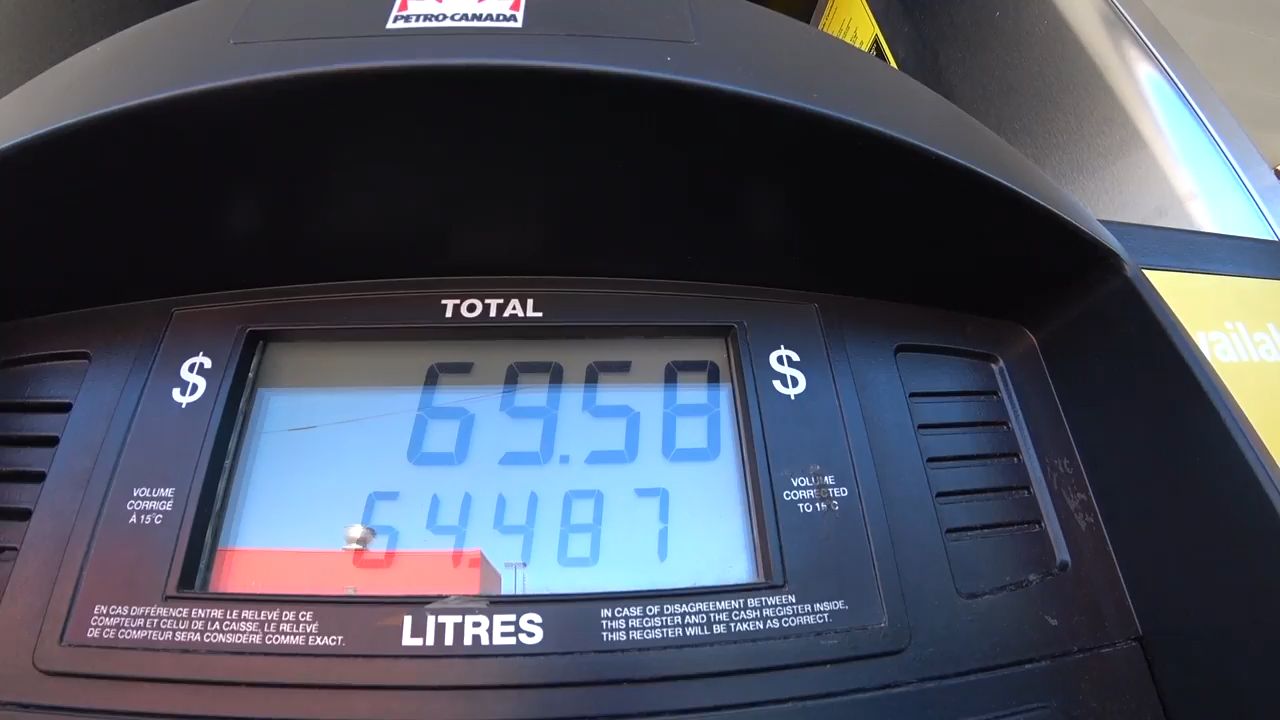 PETRO-CANADA
TOTAL
$
$
69.58
64.487
VOLUME
CORRIGÉ
À 15°C
VOLUME
CORRECTED
TO 15°C
LITRES
EN CAS DIFFÉRENCE ENTRE LE RELEVÉ DE CE
COMPTEUR ET CELUI DE LA CAISSE, LE RELEVÉ
DE CE COMPTEUR SERA CONSIDÉRÉ COMME EXACT.
IN CASE OF DISAGREEMENT BETWEEN
THIS REGISTER AND THE CASH REGISTER INSIDE,
THIS REGISTER WILL BE TAKEN AS CORRECT.